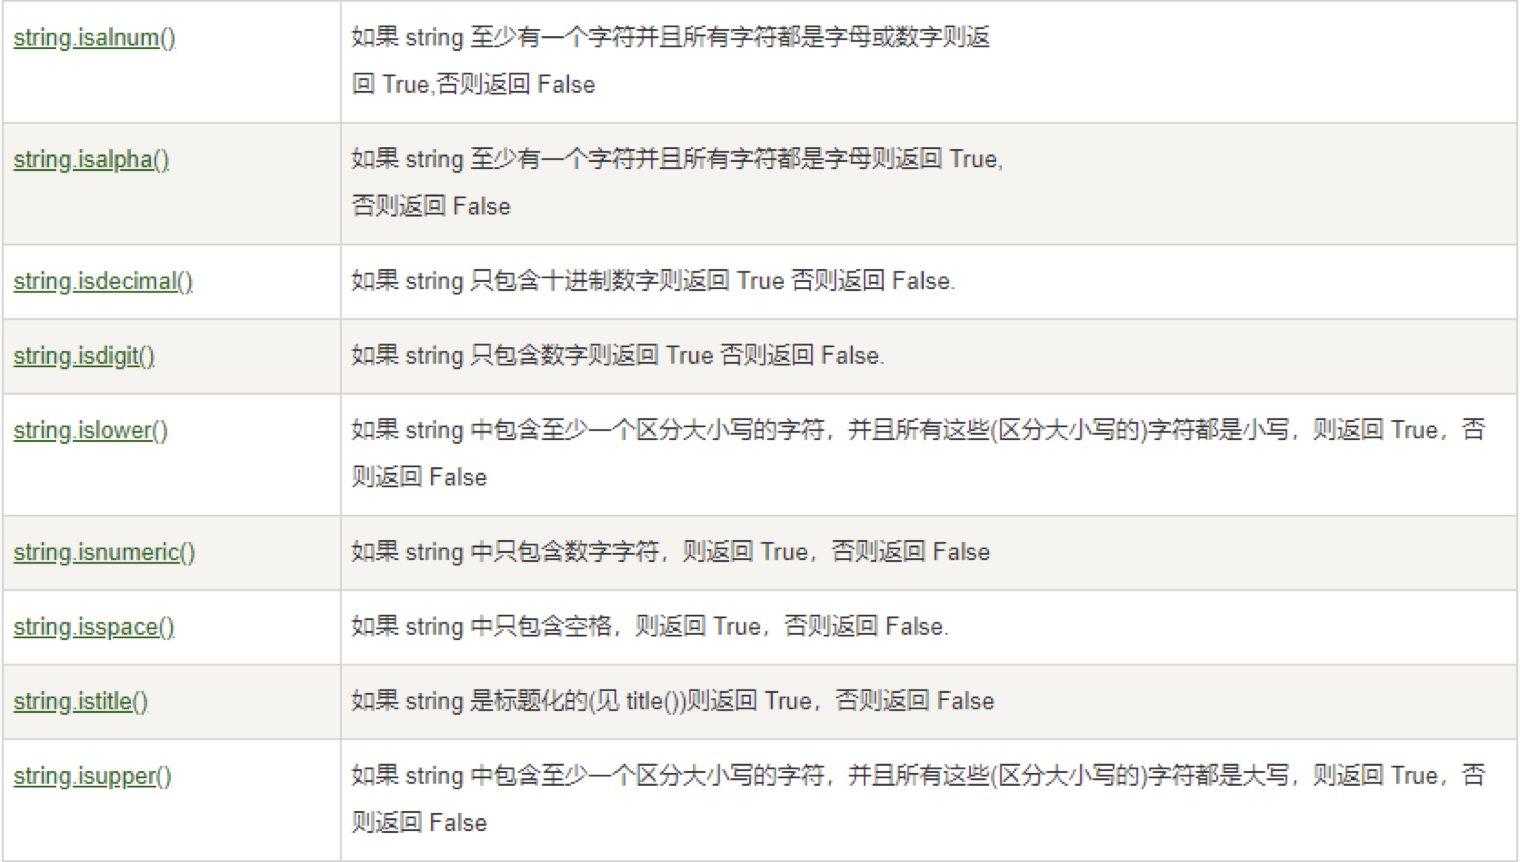 string.isalnum()
如果 string 至少有一个字符并且所有字符都是字母或数字则返
回 True,否则返回 False
string.isalpha()
如果 string 至少有一个字符并且所有字符都是字母则返回 True,
否则返回 False
string.isdecimal()
如果 string 只包含十进制数字则返回 True 否则返回 False.
string.isdigit()
如果 string 只包含数字则返回 True 否则返回 False.
string.islower()
如果 string 中包含至少一个区分大小写的字符，并且所有这些(区分大小写的)字符都是小写，则返回 True，否
则返回 False
string.isnumeric()
如果 string 中只包含数字字符，则返回 True，否则返回 False
string.isspace()
如果 string 中只包含空格，则返回 True，否则返回 False.
string.istitle()
如果 string 是标题化的(见 title())则返回 True，否则返回 False
string.isupper()
如果 string 中包含至少一个区分大小写的字符，并且所有这些(区分大小写的)字符都是大写，则返回 True，否
则返回 False